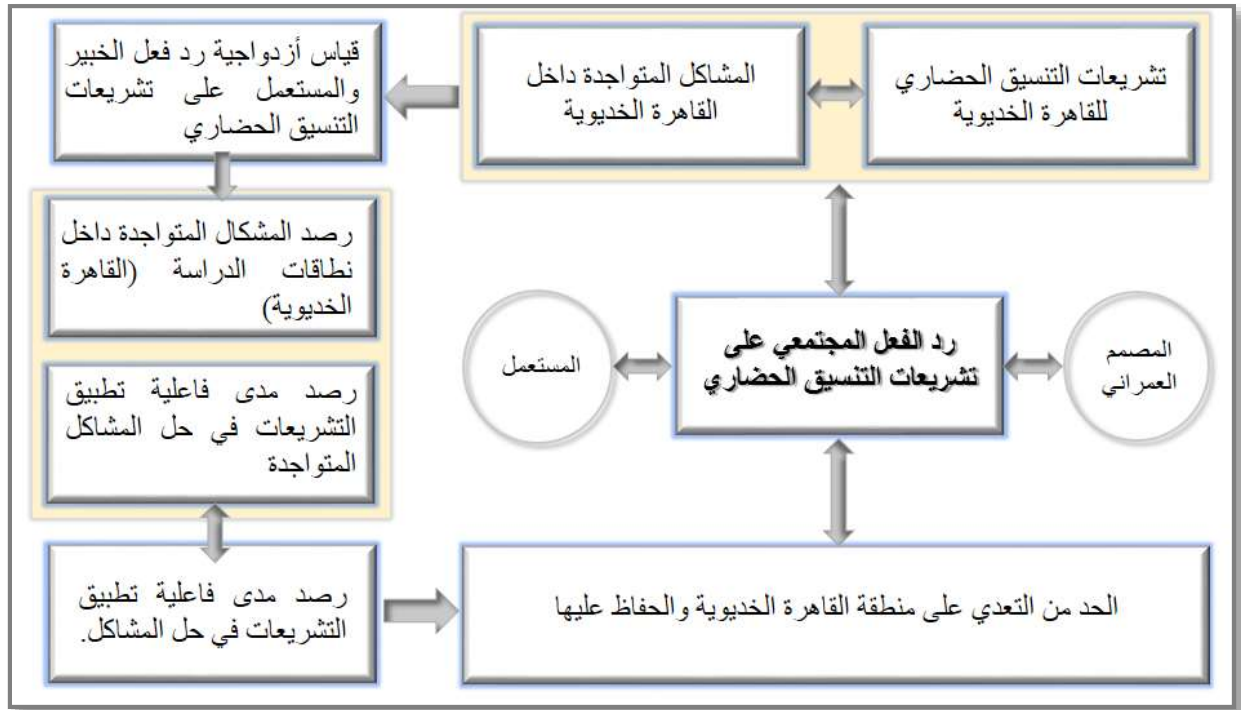 تشريعات التنسيق الحضاري
للقاهرة الخديوية
المشاكل المتواجدة داخل
القاهرة الخديوية
قياس أزدواجية رد فعل الخبير
والمستعمل على تشريعات
التنسيق الحضاري
رصد المشكال المتواجدة داخل
نطاقات الدراسة (القاهرة
الخديوية)
رصد مدى فاعلية تطبيق
التشريعات في حل المشاكل
المتواجدة
المصمم
العمراني
رد الفعل المجتمعي على
تشريعات التنسيق الحضاري
المستعمل
رصد مدى فاعلية تطبيق
التشريعات في حل المشاكل.
الحد من التعدي على منطقة القاهرة الخديوية والحفاظ عليها